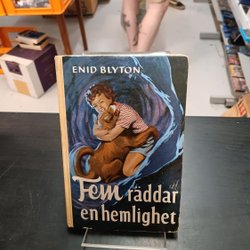 ENID BLYTON
Fem räddar
en hemlighet